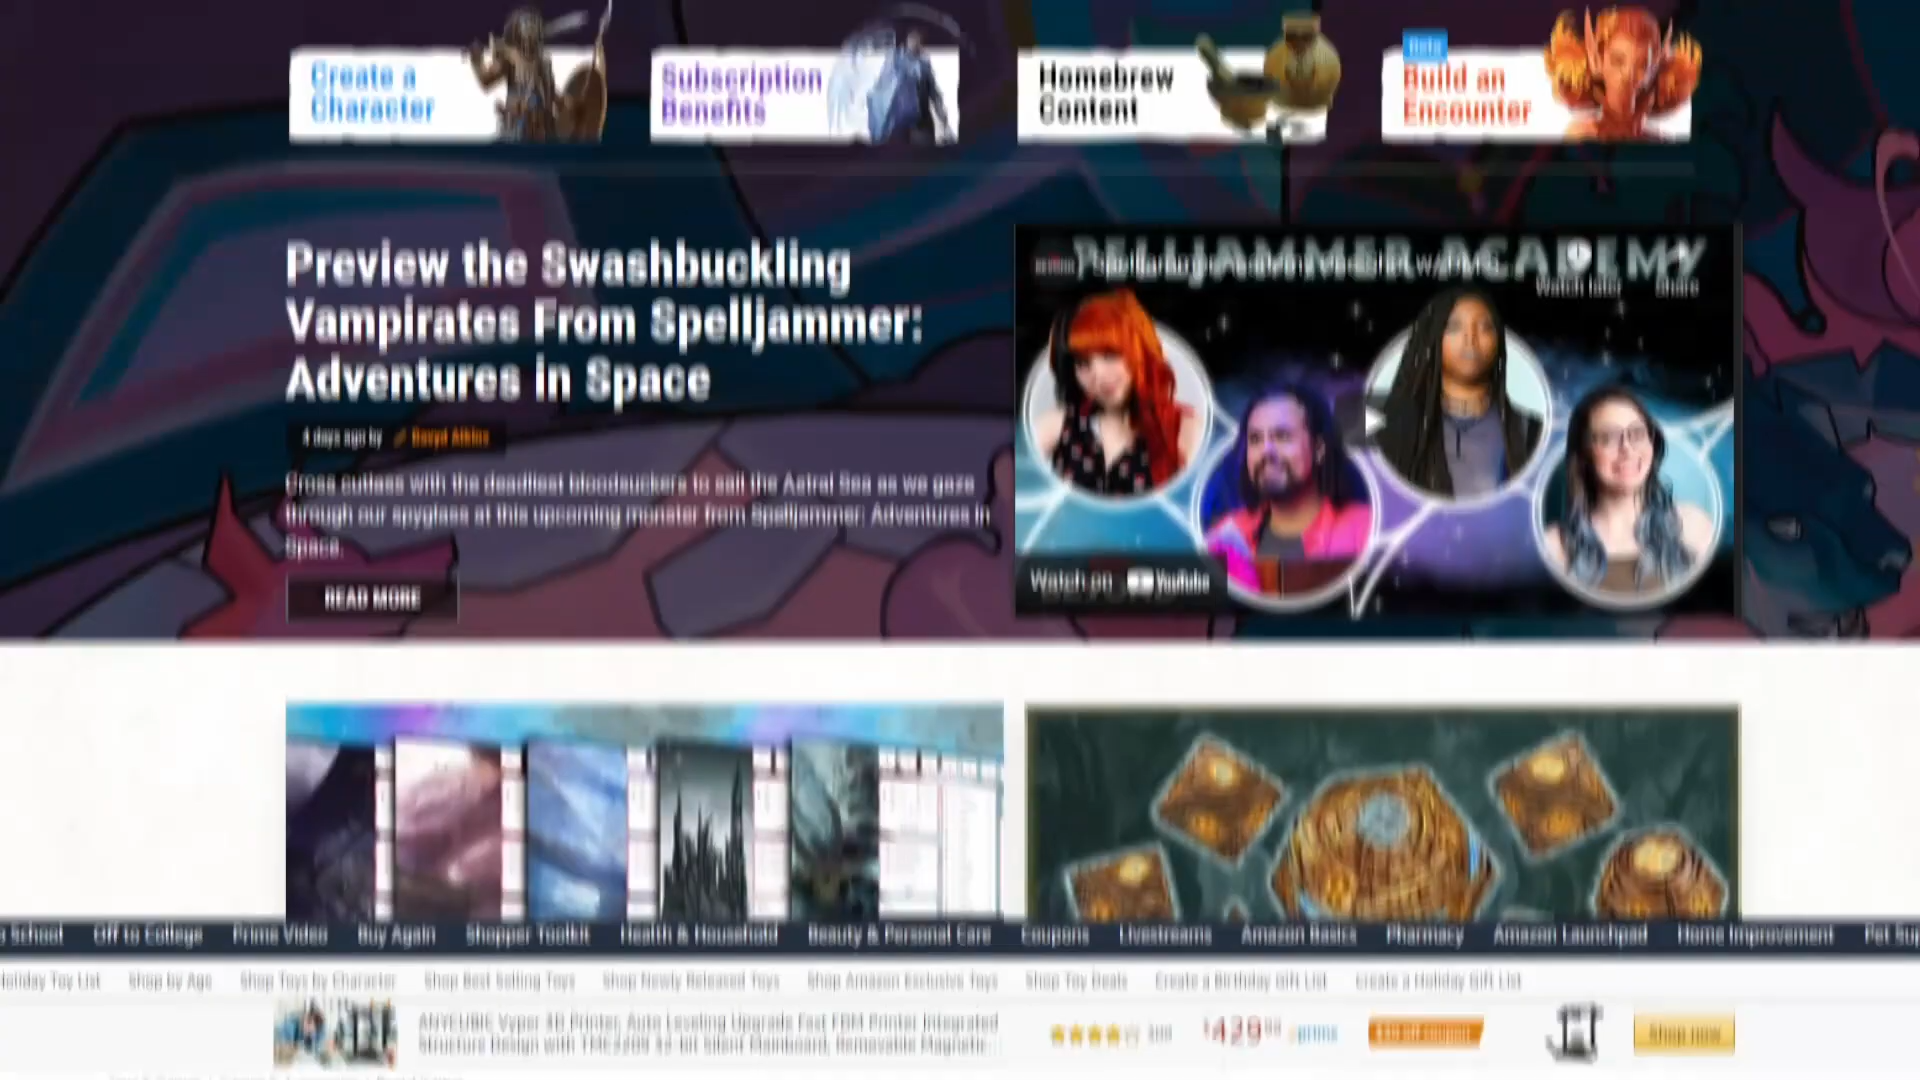 Create a
Character
Subscription
Benefits
Homebrew
Content
Beta
Build an
Encounter
Preview the Swashbuckling
Vampirates From Spelljammer:
Adventures in Space
4 days ago by Davyd Atkins
Cross cutlass with the deadliest bloodsuckers to sail the Astral Sea as we gaze
through our spyglass at this upcoming monster from Spelljammer: Adventures in
Space.
READ MORE
PELLJAMMER ACADEMY
Watch later Share
Watch on YouTube
School Off to College Prime Video Buy Again Shopper Toolkit Health & Household Beauty & Personal Care Coupons Livestreams Amazon Basics Pharmacy Amazon Launchpad Home Improvement Pet Sup
Holiday Toy List Shop by Age Shop Toys by Character Shop Best Selling Toys Shop Newly Released Toys Shop Amazon Exclusive Toys Shop Toy Deals Create a Birthday Gift List Create a Holiday Gift List
ANYCUBIC Vyper 3D Printer, Auto Leveling Upgrade Fast FDM Printer Integrated
Structure Design with TMC2209 32-bit Silent Mainboard, Removable Magnetic
$429 prime
Shop now